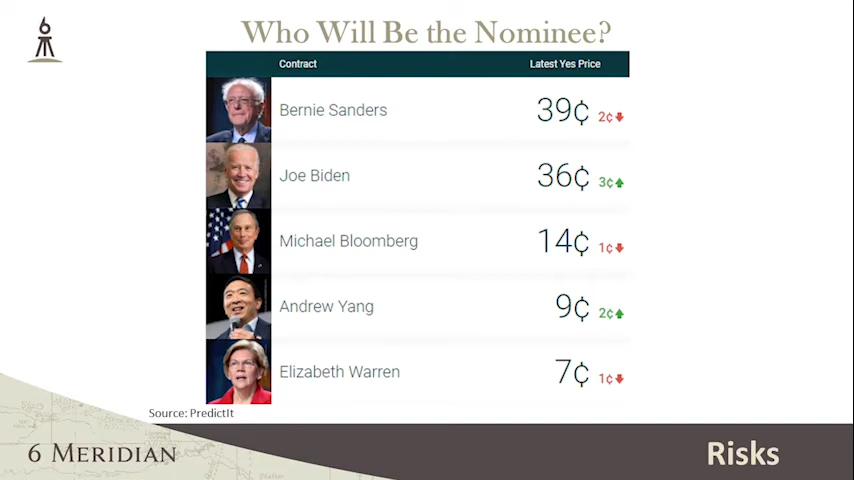 Who Will Be the Nominee?
Contract Latest Yes Price
Bernie Sanders 39¢ 2¢
Joe Biden 36¢ 3¢
Michael Bloomberg 14¢ 1¢
Andrew Yang 9¢ 2¢
Elizabeth Warren 7¢ 1¢
Source: PredictIt
6 MERIDIAN
Risks